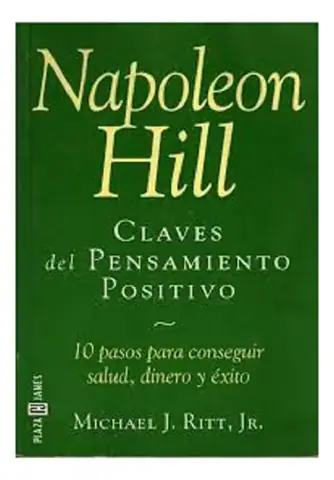 Napoleon
Hill
CLAVES
del PENSAMIENTO
POSITIVO
~
10 pasos para conseguir
salud, dinero y éxito
MICHAEL J. RITT, JR.
PLAZA JANES